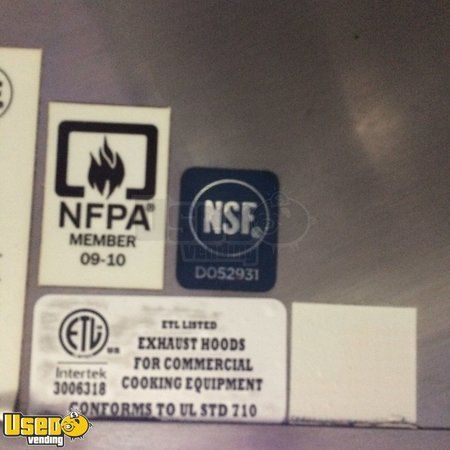 NFPA®
MEMBER
09-10
NSF®
DO52931
ETL
Intertek
3006318
ETL LISTED
EXHAUST HOODS
FOR COMMERCIAL
COOKING EQUIPMENT
CONFORMS TO UL STD 710
Used
vending